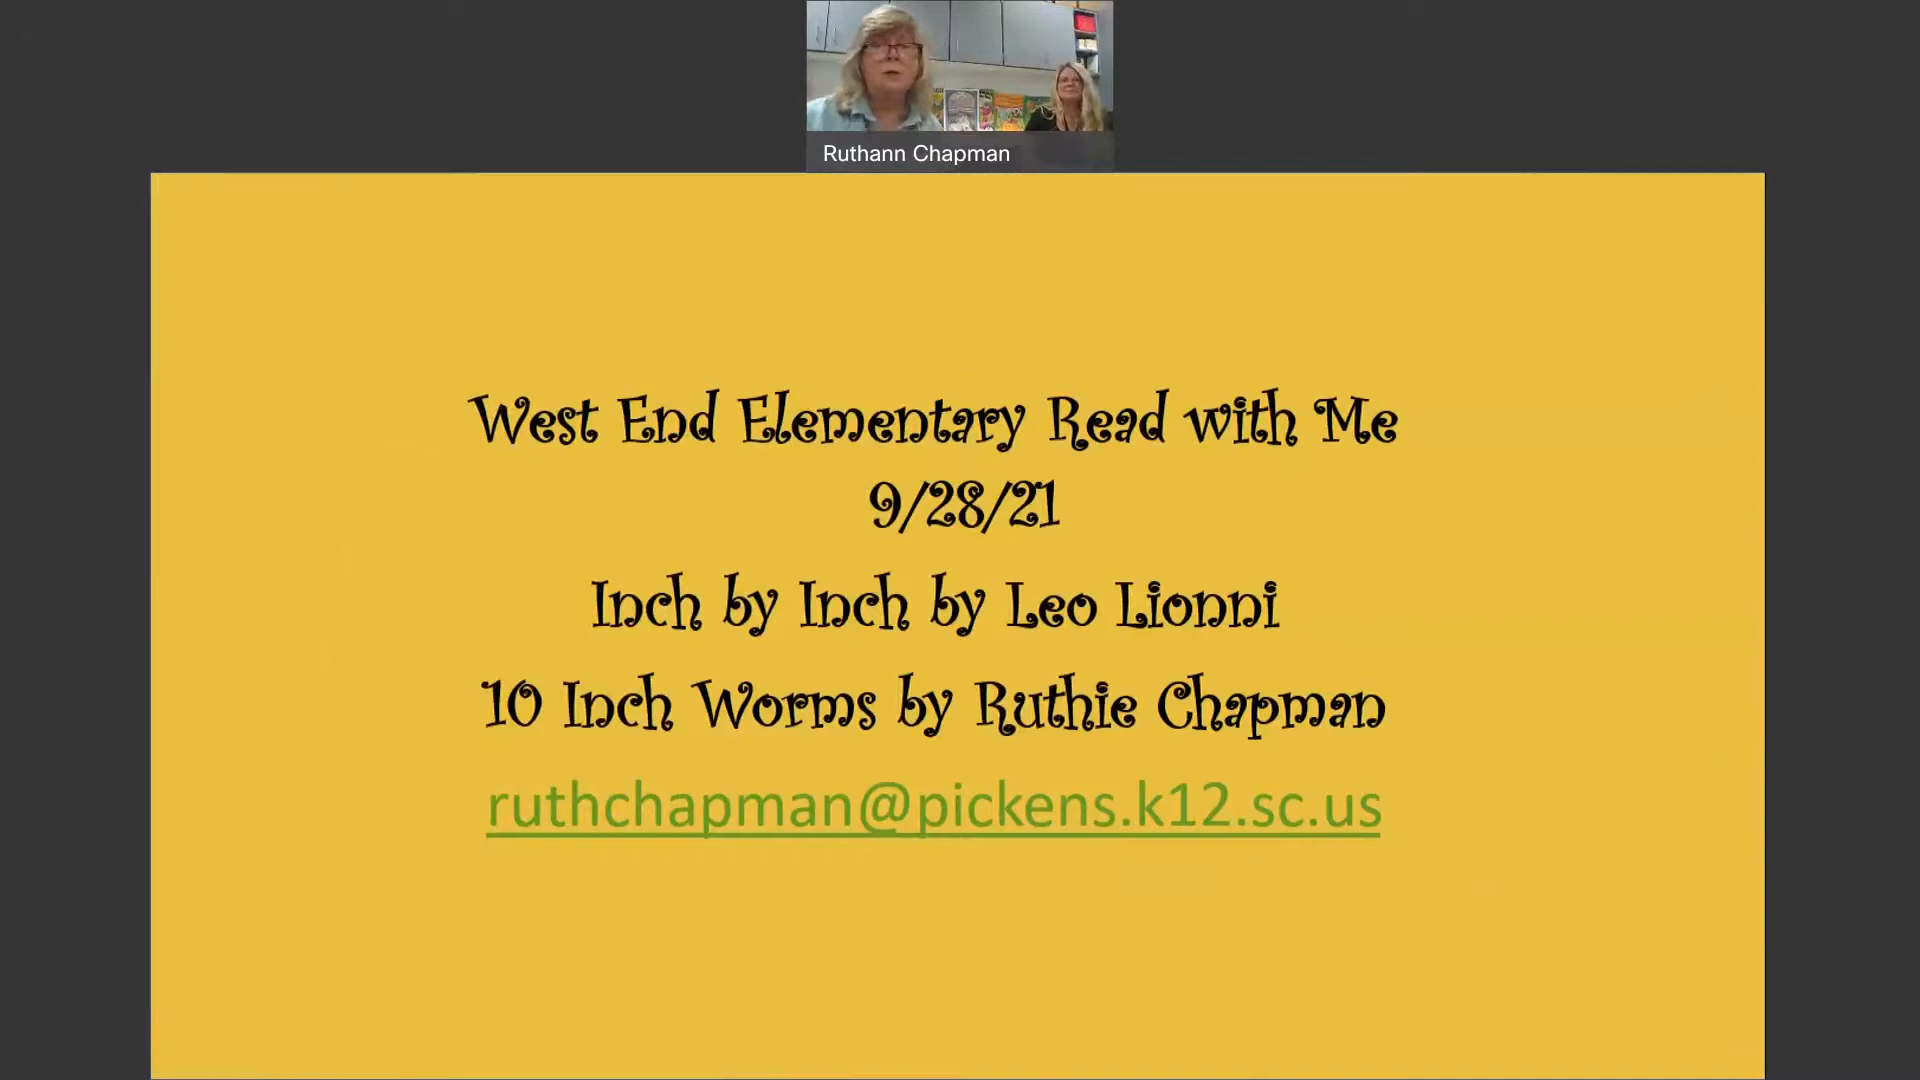 Ruthann Chapman
West End Elementary Read with Me
9/28/21
Inch by Inch by Leo Lionni
10 Inch Worms by Ruthie Chapman
ruthchapman@pickens.k12.sc.us